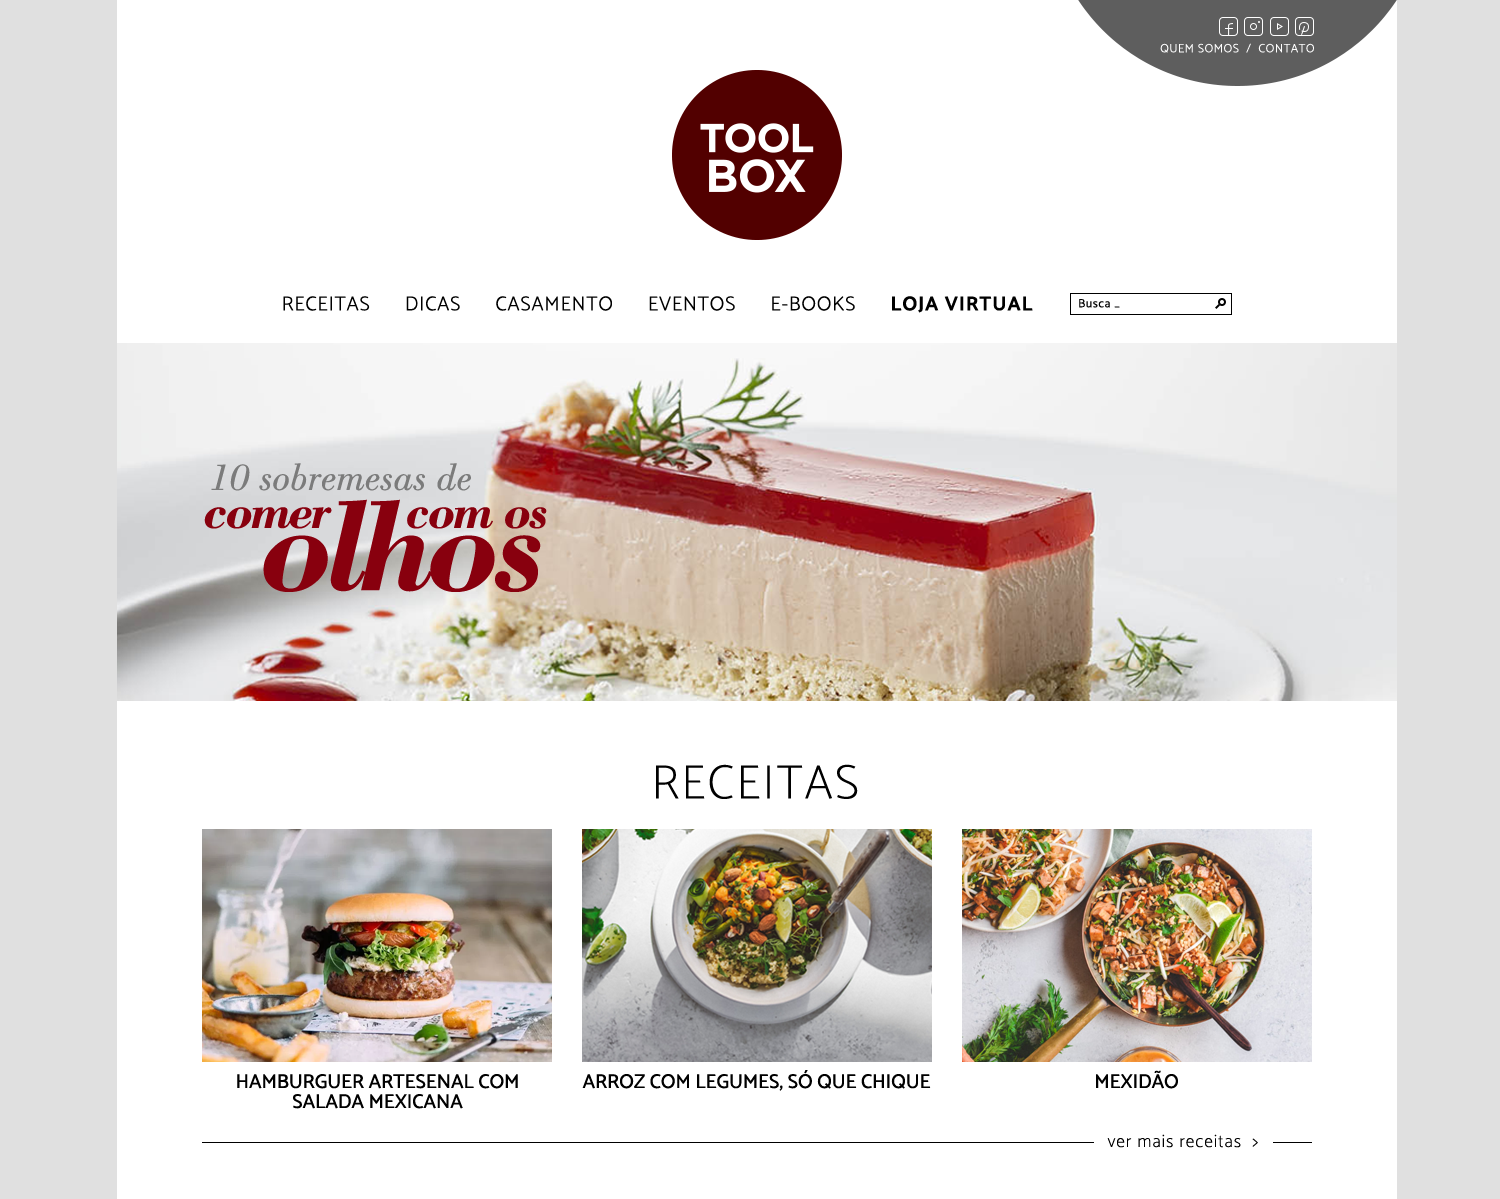 QUEM SOMOS / CONTATO
TOOL
BOX
RECEITAS DICAS CASAMENTO EVENTOS E-BOOKS LOJA VIRTUAL Busca _
10 sobremesas de
comer com os
olhos
RECEITAS
HAMBURGUER ARTESENAL COM
SALADA MEXICANA
ARROZ COM LEGUMES, SÓ QUE CHIQUE
MEXIDÃO
ver mais receitas >